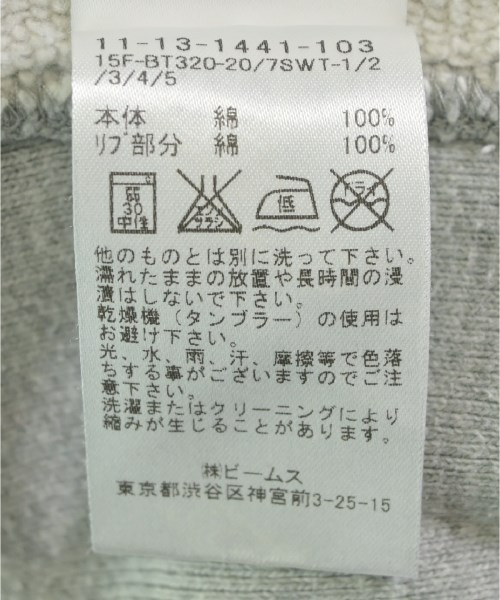 11-13-1441-103
15F-BT320-20/7SWT-1/2
/3/4/5
本体 綿 100%
ﾘﾌﾞ部分 綿 100%
弱
30
中性
エンソ
サラシ
低
ドライ
他のものとは別に洗って下さい。
濡れたままの放置や長時間の浸
漬はしないで下さい。
乾燥機（タンブラー）の使用は
お避け下さい。
光、水、雨、汗、摩擦等で色落
ちする事がございますのでご注
意下さい。
洗濯またはクリーニングにより
縮みが生じることがあります。
㈱ビームス
東京都渋谷区神宮前3-25-15